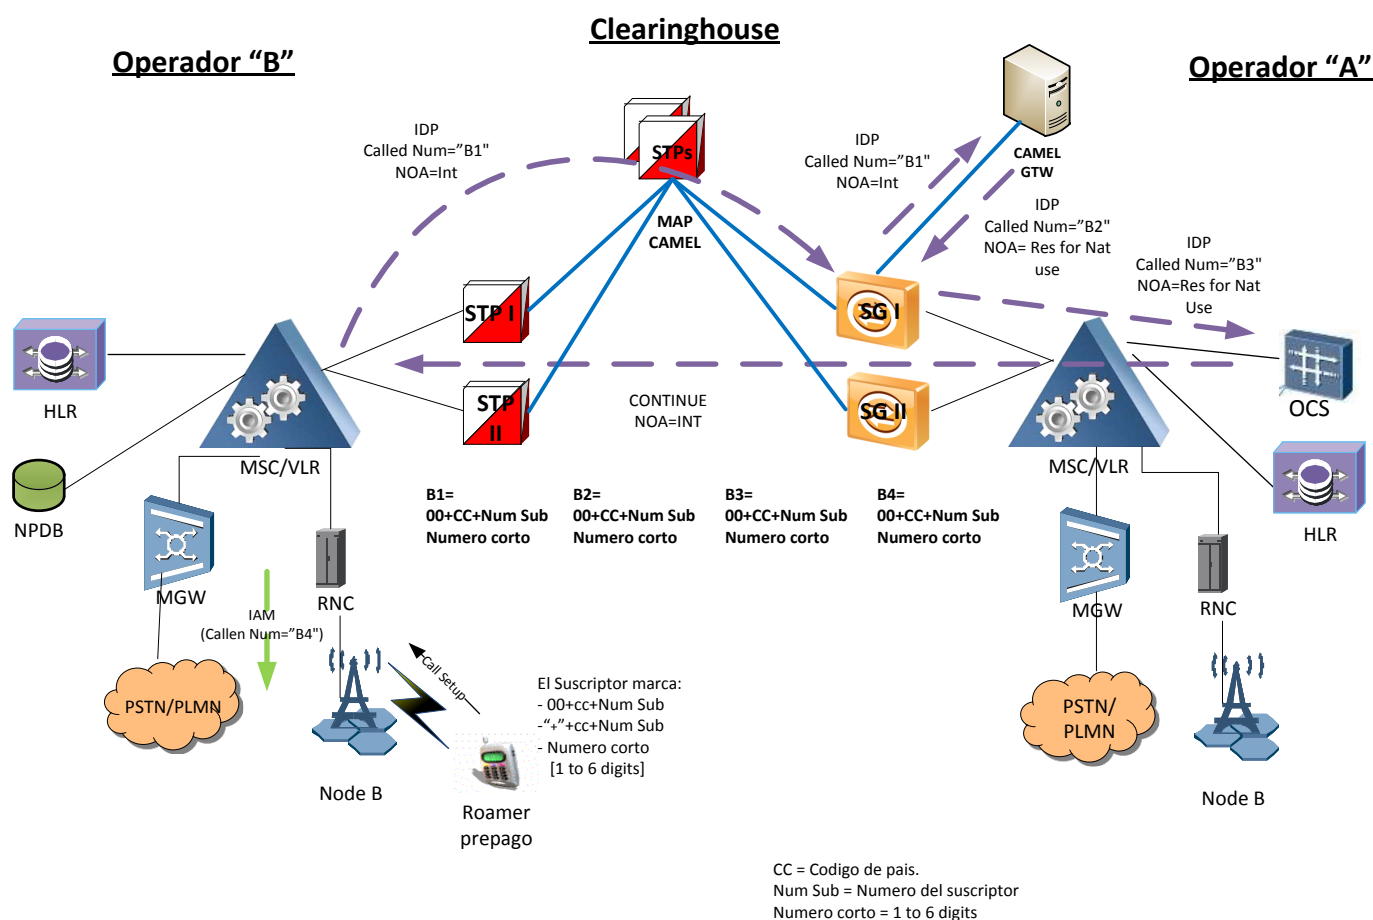 Clearinghouse
Operador “B”
Operador “A”
IDP
Called Num=”B1"
NOA=Int
STPs
IDP
Called Num=”B1"
NOA=Int
CAMEL
GTW
MAP
CAMEL
IDP
Called Num=”B2"
NOA= Res for Nat
use
IDP
Called Num=”B3"
NOA=Res for Nat
Use
STP I
SG I
HLR
STP
II
CONTINUE
NOA=INT
SG II
OCS
MSC/VLR
MSC/VLR
NPDB
B1=
00+CC+Num Sub
Numero corto
B2=
00+CC+Num Sub
Numero corto
B3=
00+CC+Num Sub
Numero corto
B4=
00+CC+Num Sub
Numero corto
HLR
MGW
RNC
MGW
RNC
IAM
(Callen Num=”B4")
PSTN/PLMN
Call Setup
El Suscriptor marca:
- 00+cc+Num Sub
-“+”+cc+Num Sub
- Numero corto
[1 to 6 digits]
PSTN/
PLMN
Node B
Roamer
prepago
Node B
CC = Codigo de pais.
Num Sub = Numero del suscriptor
Numero corto = 1 to 6 digits